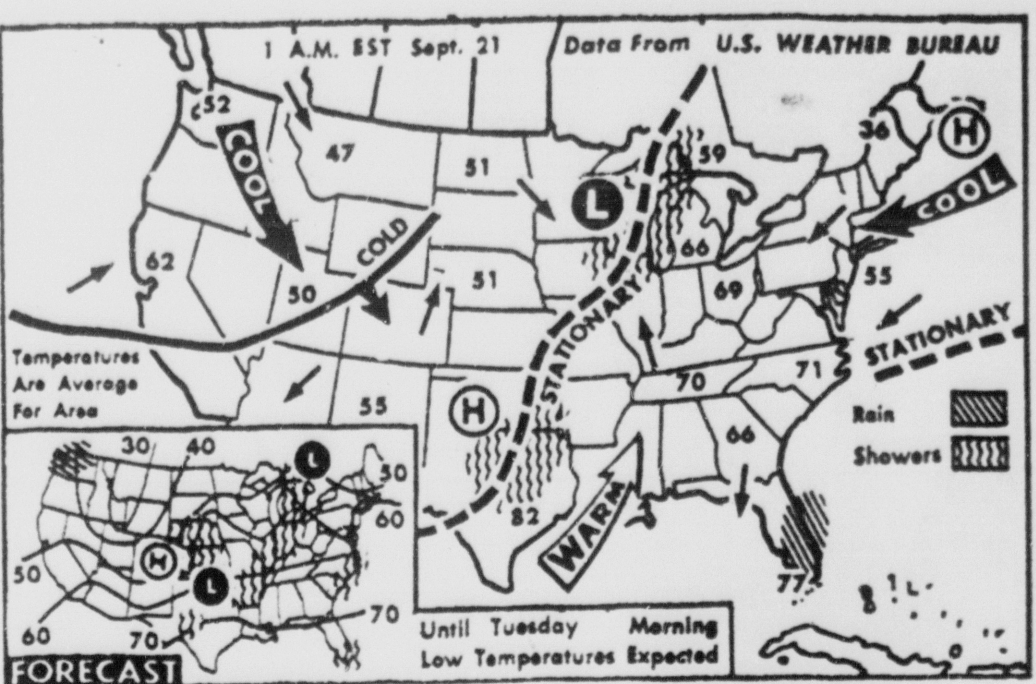 1 A.M. EST Sept. 21 Data From U.S. WEATHER BUREAU
52
COOL
47
51
59
36
H
L
COOL
COLD
62
50
51
66
69
55
STATIONARY
STATIONARY
Temperatures
Are Average
For Area
55
H
70
71
66
Rain
Showers
82
WARM
77
30 40
L
50
60
H
L
50
60
70
70
FORECAST
Until Tuesday Morning
Low Temperatures Expected